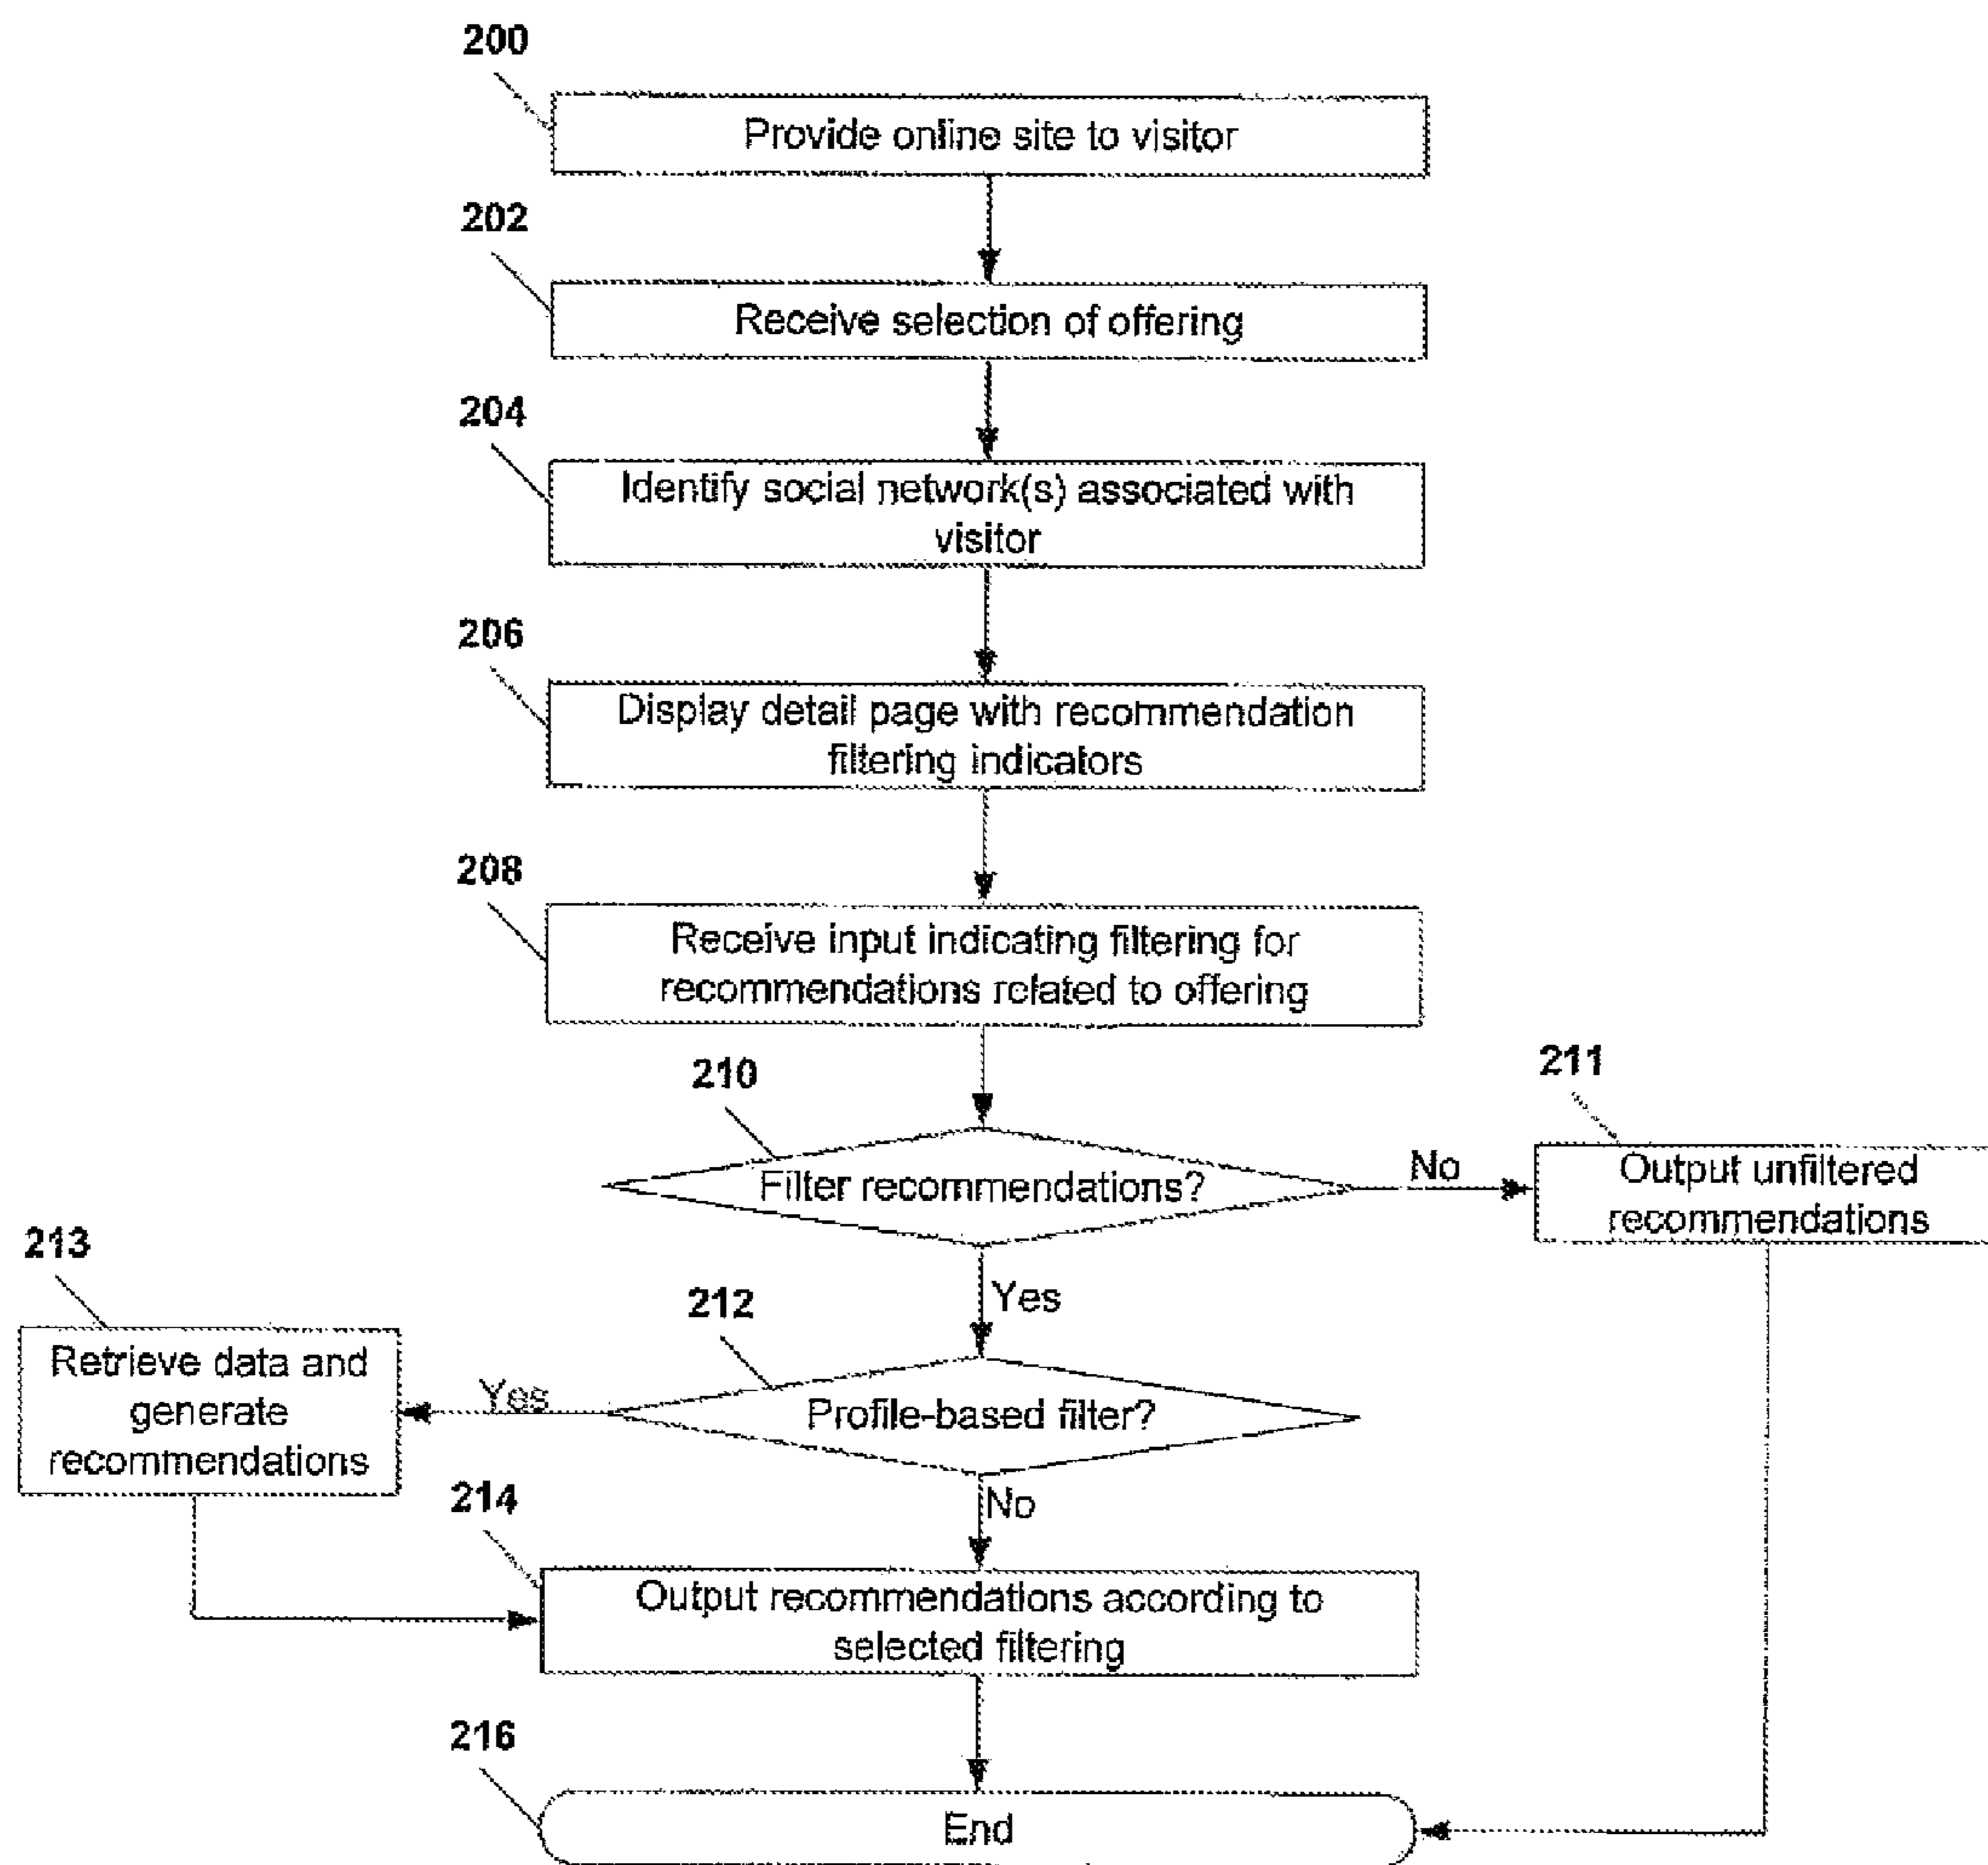 200
Provide online site to visitor
202
Receive selection of offering
204
Identify social network(s) associated with
visitor
206
Display detail page with recommendation
filtering indicators
208
Receive input indicating filtering for
recommendations related to offering
210
Filter recommendations?
No
211
Output unfiltered
recommendations
Yes
212
Profile-based filter?
Yes
213
Retrieve data and
generate
recommendations
No
214
Output recommendations according to
selected filtering
216
End